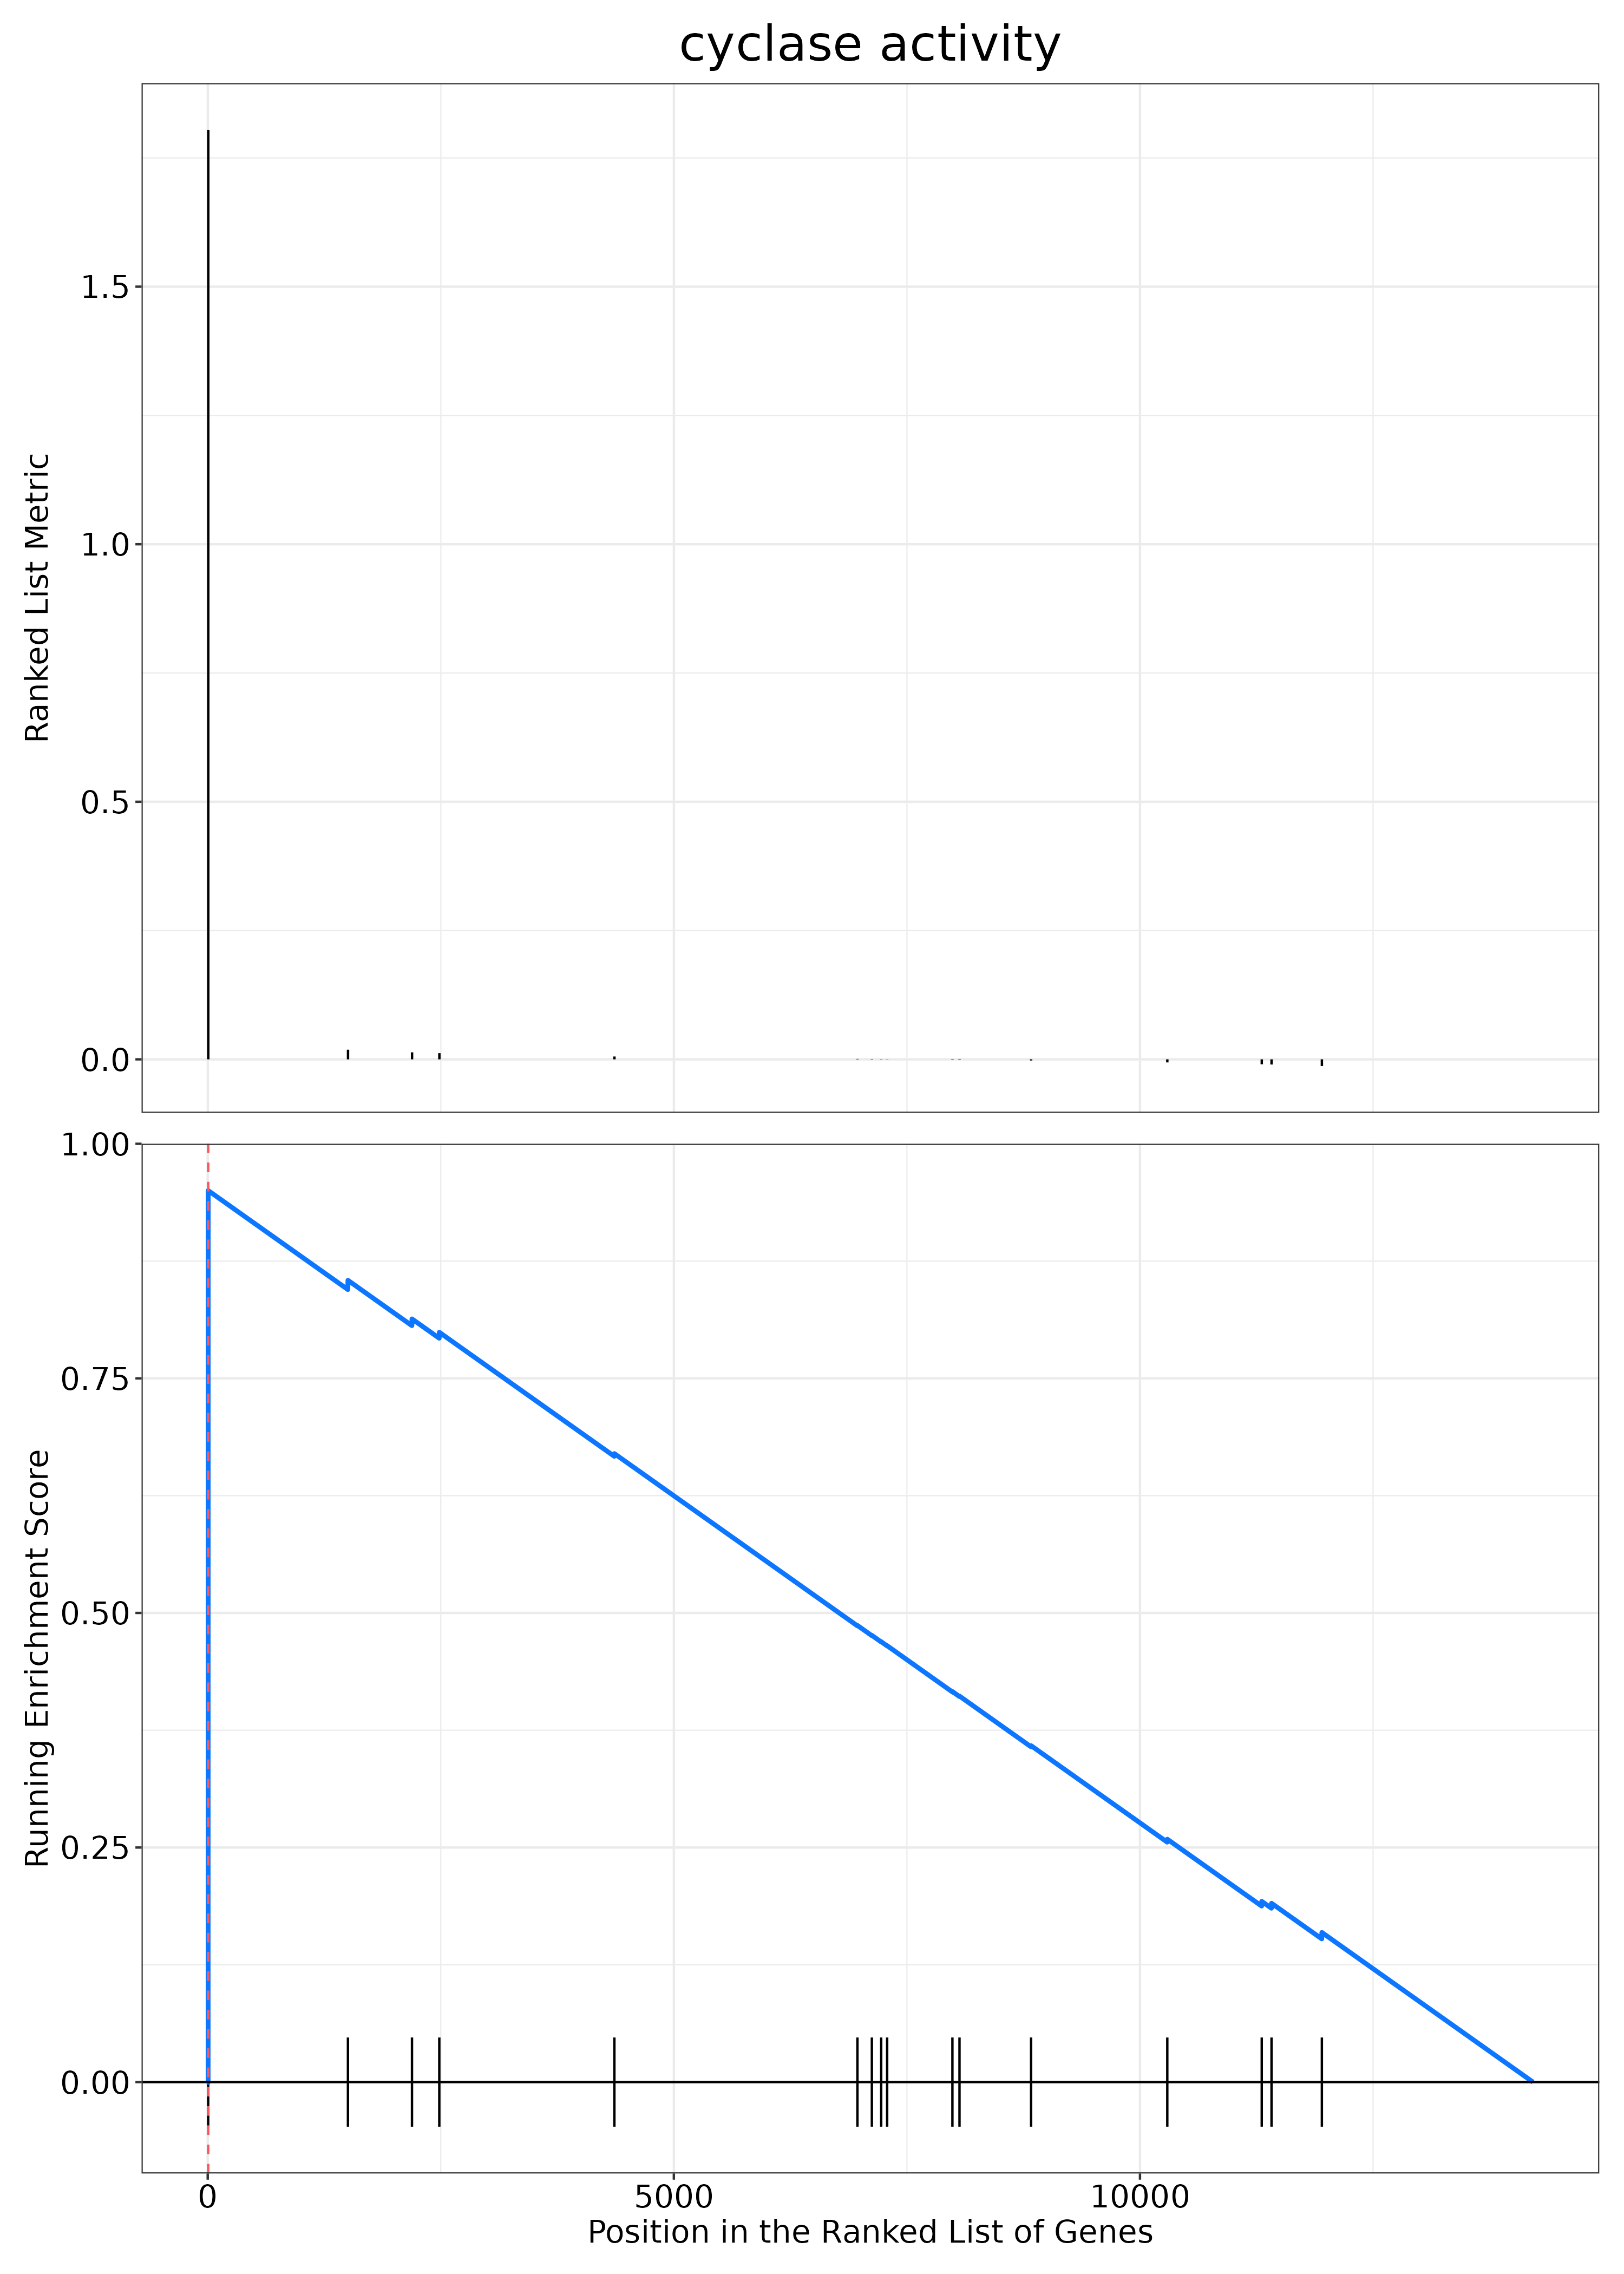 cyclase activity
Ranked List Metric
1.5
1.0
0.5
0.0
Running Enrichment Score
1.00
0.75
0.50
0.25
0.00
0 5000 10000
Position in the Ranked List of Genes